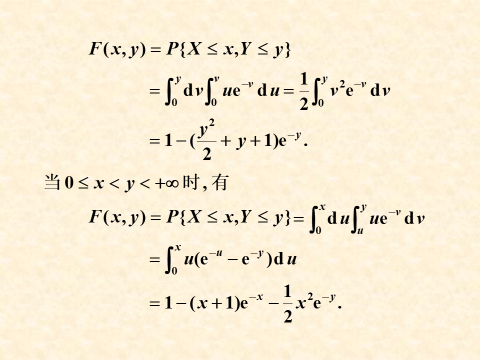 F(x,y) = P{X ≤ x,Y ≤ y}
= ∫₀ʸ dv∫₀ᵛ ue⁻ᵛ du = 1/2 ∫₀ʸ v²e⁻ᵛ dv
= 1 − (y²/2 + y + 1)e⁻ʸ.
当 0 ≤ x < y < +∞ 时, 有
F(x,y) = P{X ≤ x,Y ≤ y} = ∫₀ˣ du∫ᵤʸ ue⁻ᵛ dv
= ∫₀ˣ u(e⁻ᵘ − e⁻ʸ)du
= 1 − (x + 1)e⁻ˣ − 1/2 x²e⁻ʸ.